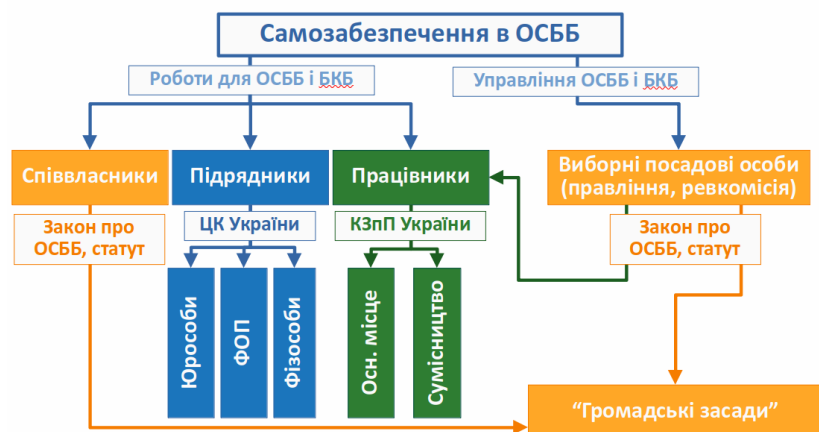 Самозабезпечення в ОСББ
Роботи для ОСББ і БКБ
Управління ОСББ і БКБ
Співвласники
Підрядники
Працівники
Виборні посадові особи
(правління, ревкомісія)
Закон про
ОСББ, статут
ЦК України
КЗпП України
Закон про
ОСББ, статут
Юрособи
ФОП
Фізособи
Осн. місце
Сумісництво
“Громадські засади”